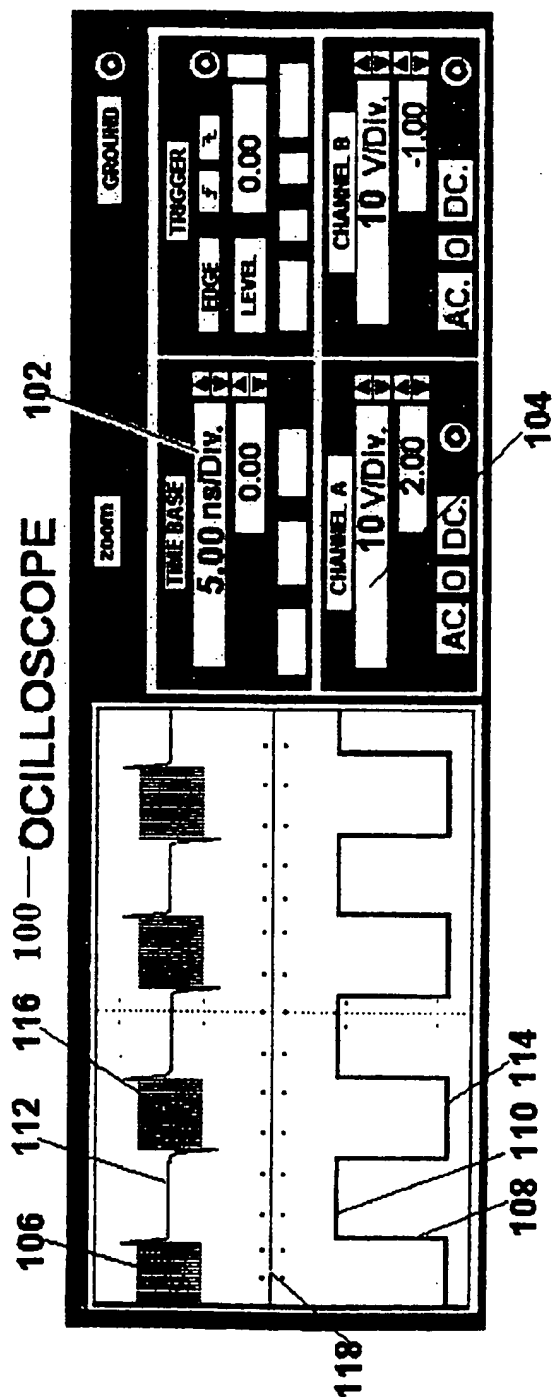 100 — OCILLOSCOPE
102
zoom
GROUND
TIME BASE
5.00 ns/Div.
0.00
TRIGGER
EDGE
LEVEL
0.00
CHANNEL A
10 V/Div.
2.00
AC. O DC.
CHANNEL B
10 V/Div.
-1.00
AC. O DC.
104
106
112
116
118
108
110
114